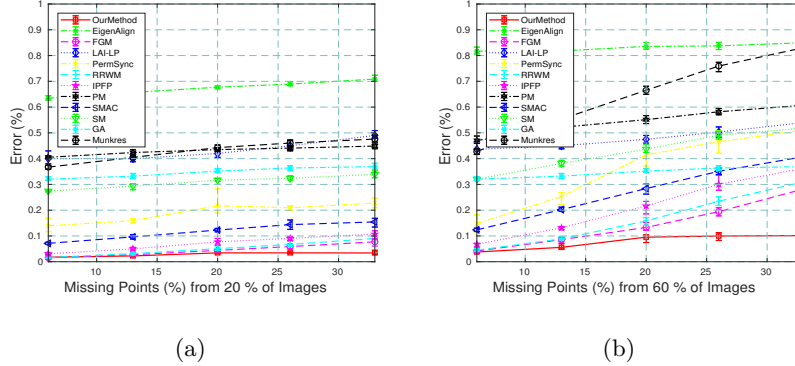 1
0.9
0.8
0.7
0.6
0.5
0.4
0.3
0.2
0.1
0
Error (%)
OurMethod
EigenAlign
FGM
LAI-LP
PermSync
RRWM
IPFP
PM
SMAC
SM
GA
Munkres
10 15 20 25 30
Missing Points (%) from 20 % of Images
(a)
1
0.9
0.8
0.7
0.6
0.5
0.4
0.3
0.2
0.1
0
Error (%)
OurMethod
EigenAlign
FGM
LAI-LP
PermSync
RRWM
IPFP
PM
SMAC
SM
GA
Munkres
10 15 20 25 30
Missing Points (%) from 60 % of Images
(b)